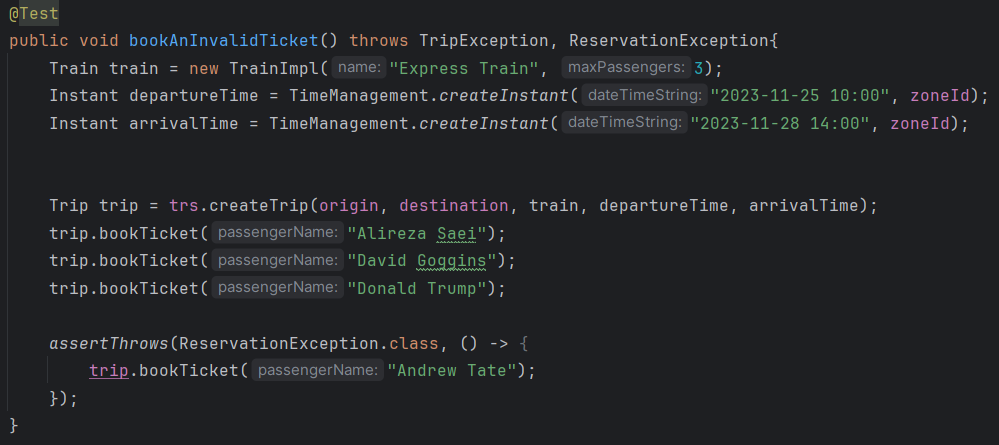 @Test
public void bookAnInvalidTicket() throws TripException, ReservationException{
Train train = new TrainImpl( name: "Express Train", maxPassengers: 3);
Instant departureTime = TimeManagement.createInstant( dateTimeString: "2023-11-25 10:00", zoneId);
Instant arrivalTime = TimeManagement.createInstant( dateTimeString: "2023-11-28 14:00", zoneId);
Trip trip = trs.createTrip(origin, destination, train, departureTime, arrivalTime);
trip.bookTicket( passengerName: "Alireza Saei");
trip.bookTicket( passengerName: "David Goggins");
trip.bookTicket( passengerName: "Donald Trump");
assertThrows(ReservationException.class, () -> {
trip.bookTicket( passengerName: "Andrew Tate");
});
}